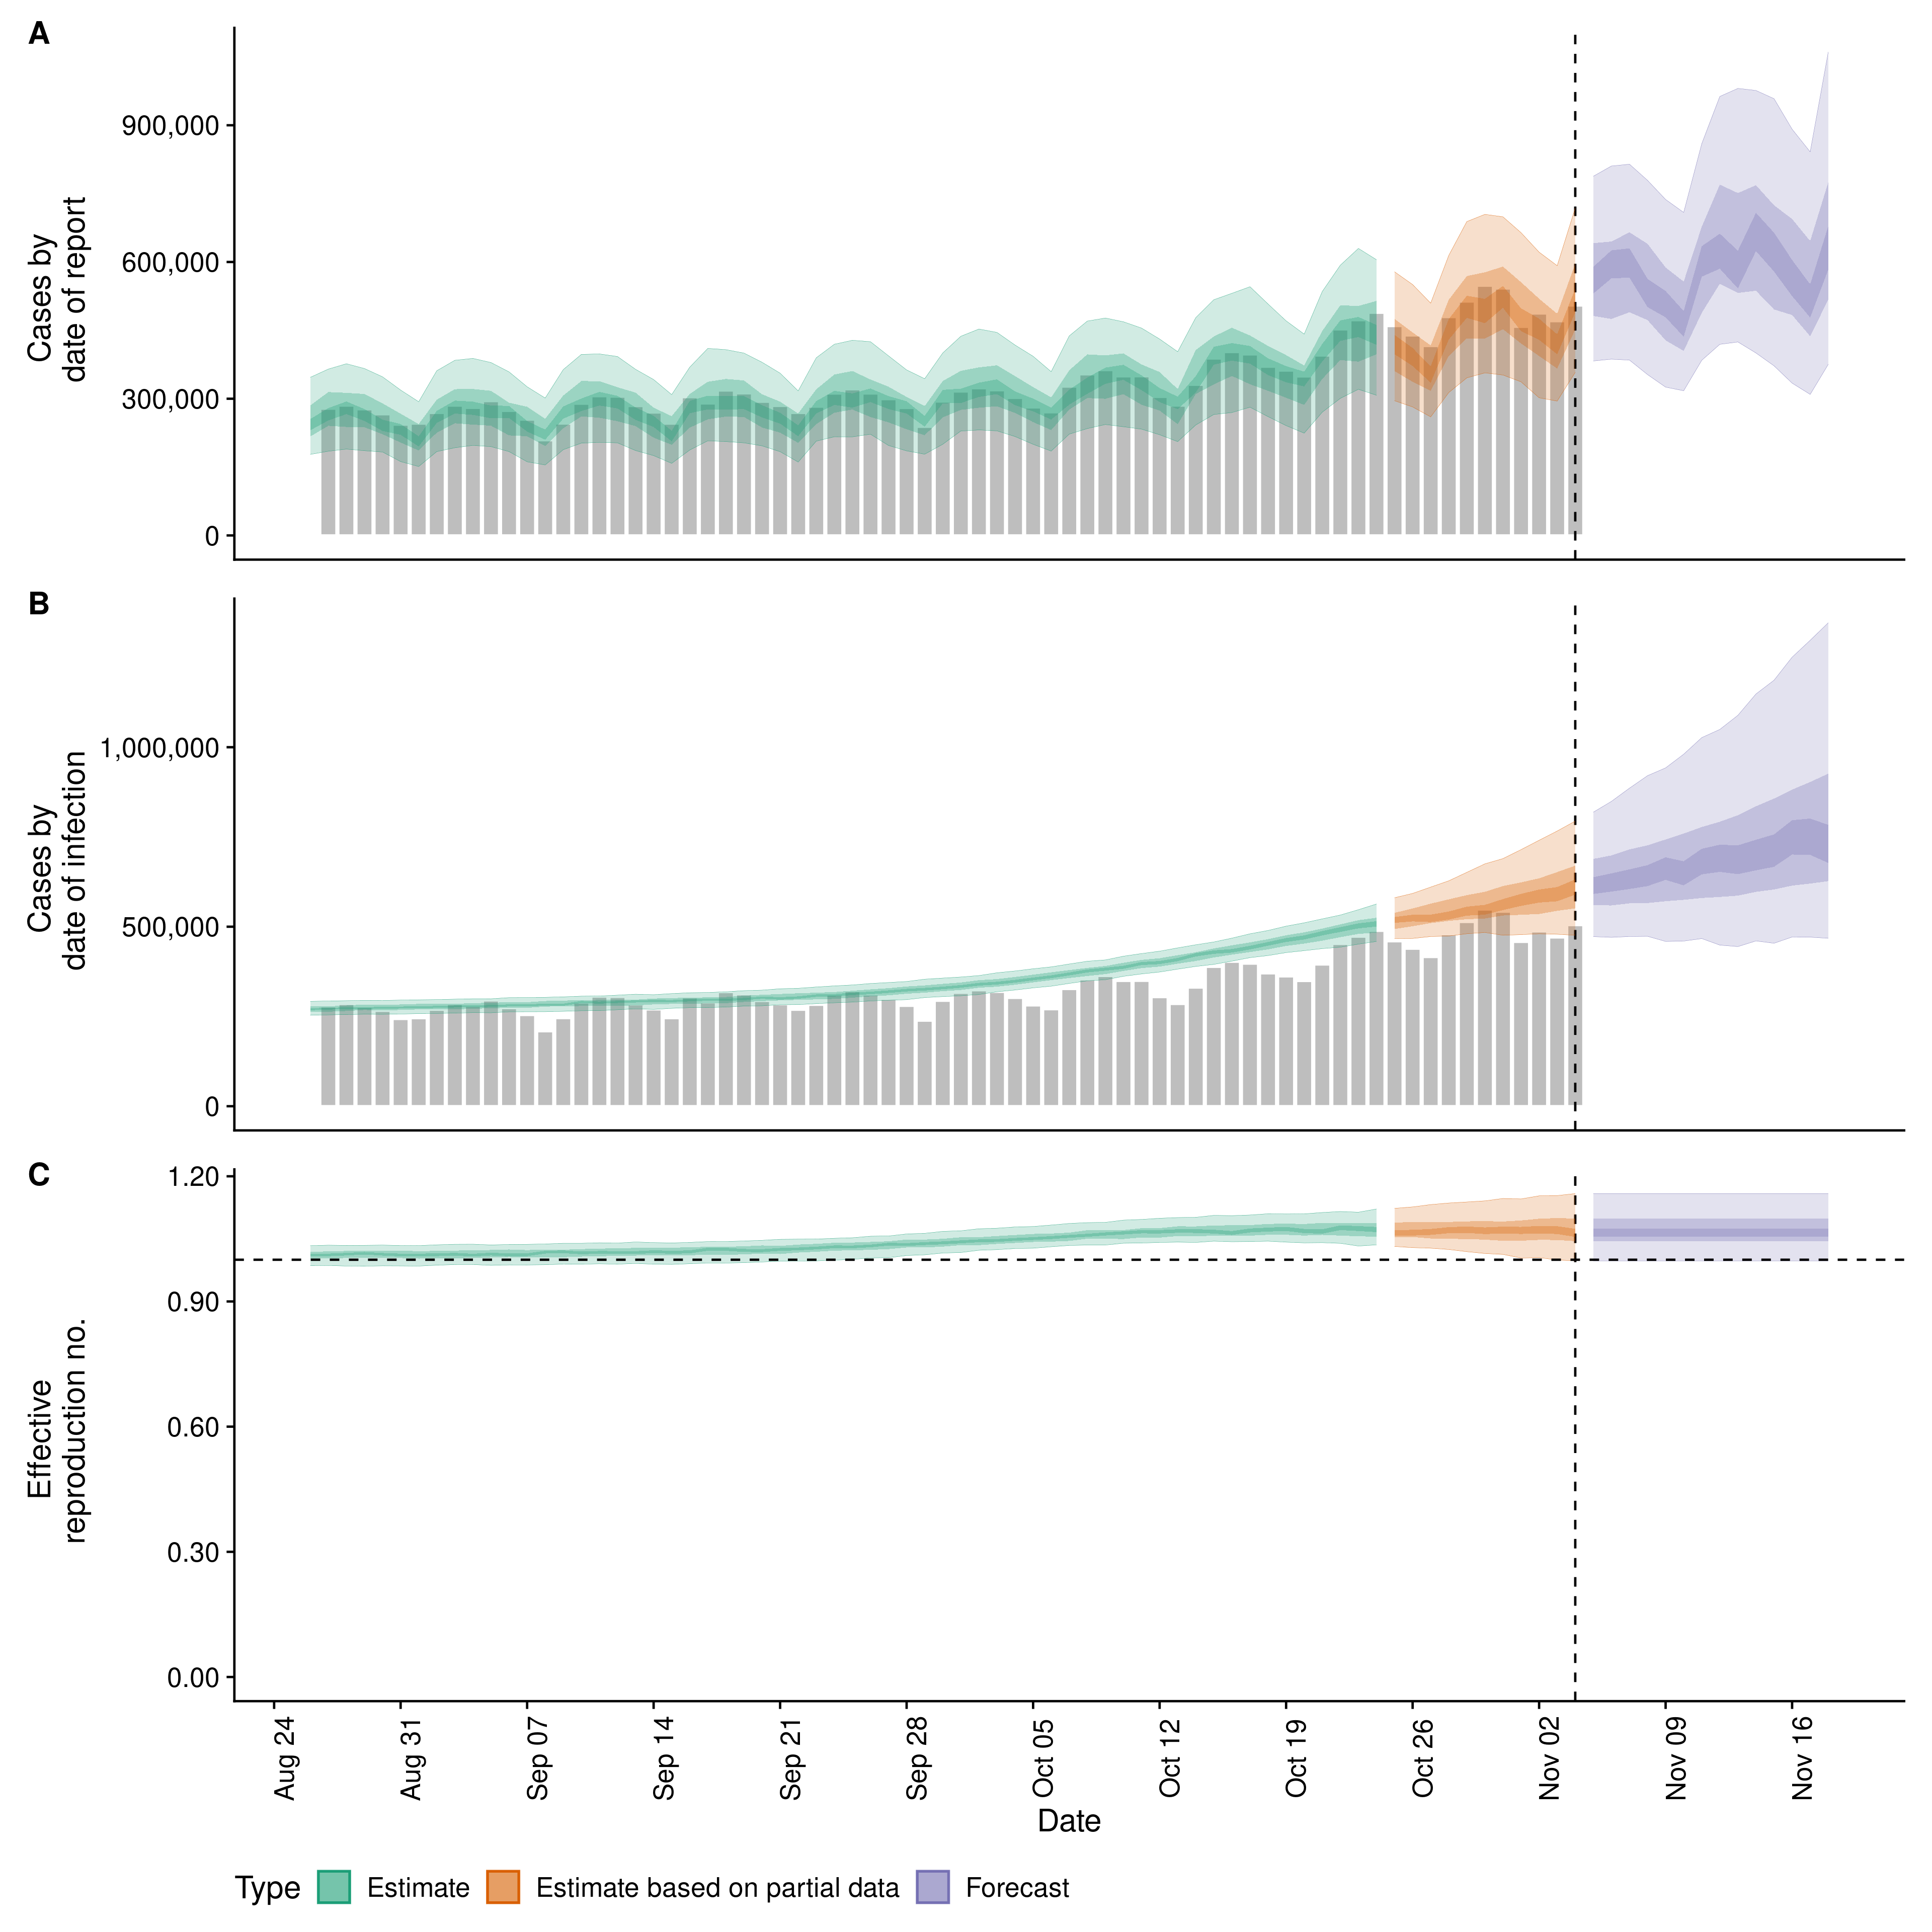 A
Cases by
date of report
900,000
600,000
300,000
0
B
Cases by
date of infection
1,000,000
500,000
0
C
Effective
reproduction no.
1.20
0.90
0.60
0.30
0.00
Aug 24
Aug 31
Sep 07
Sep 14
Sep 21
Sep 28
Oct 05
Oct 12
Oct 19
Oct 26
Nov 02
Nov 09
Nov 16
Date
Type Estimate Estimate based on partial data Forecast